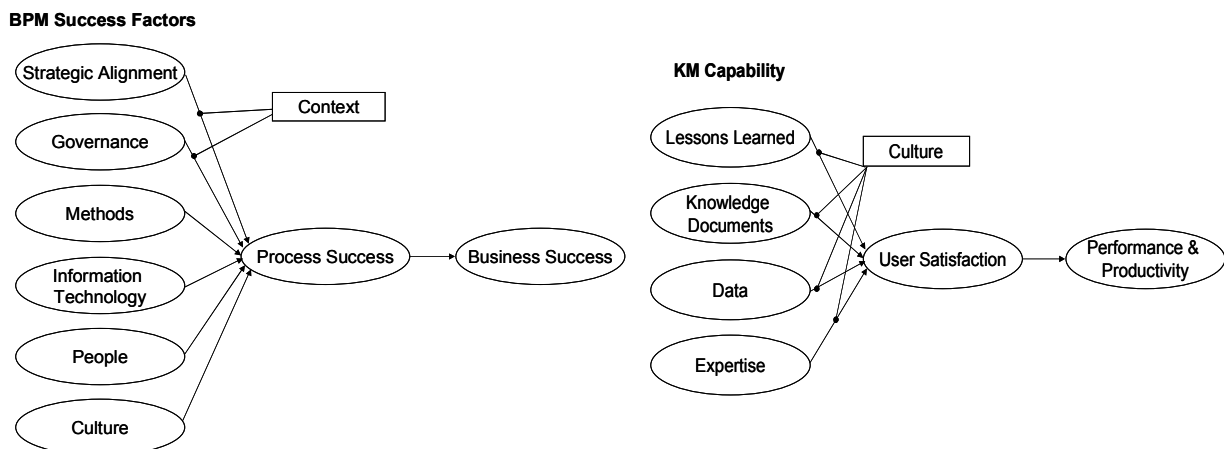 BPM Success Factors
Strategic Alignment
Context
Governance
Methods
Information
Technology
People
Culture
Process Success
Business Success
KM Capability
Lessons Learned
Culture
Knowledge
Documents
Data
Expertise
User Satisfaction
Performance &
Productivity